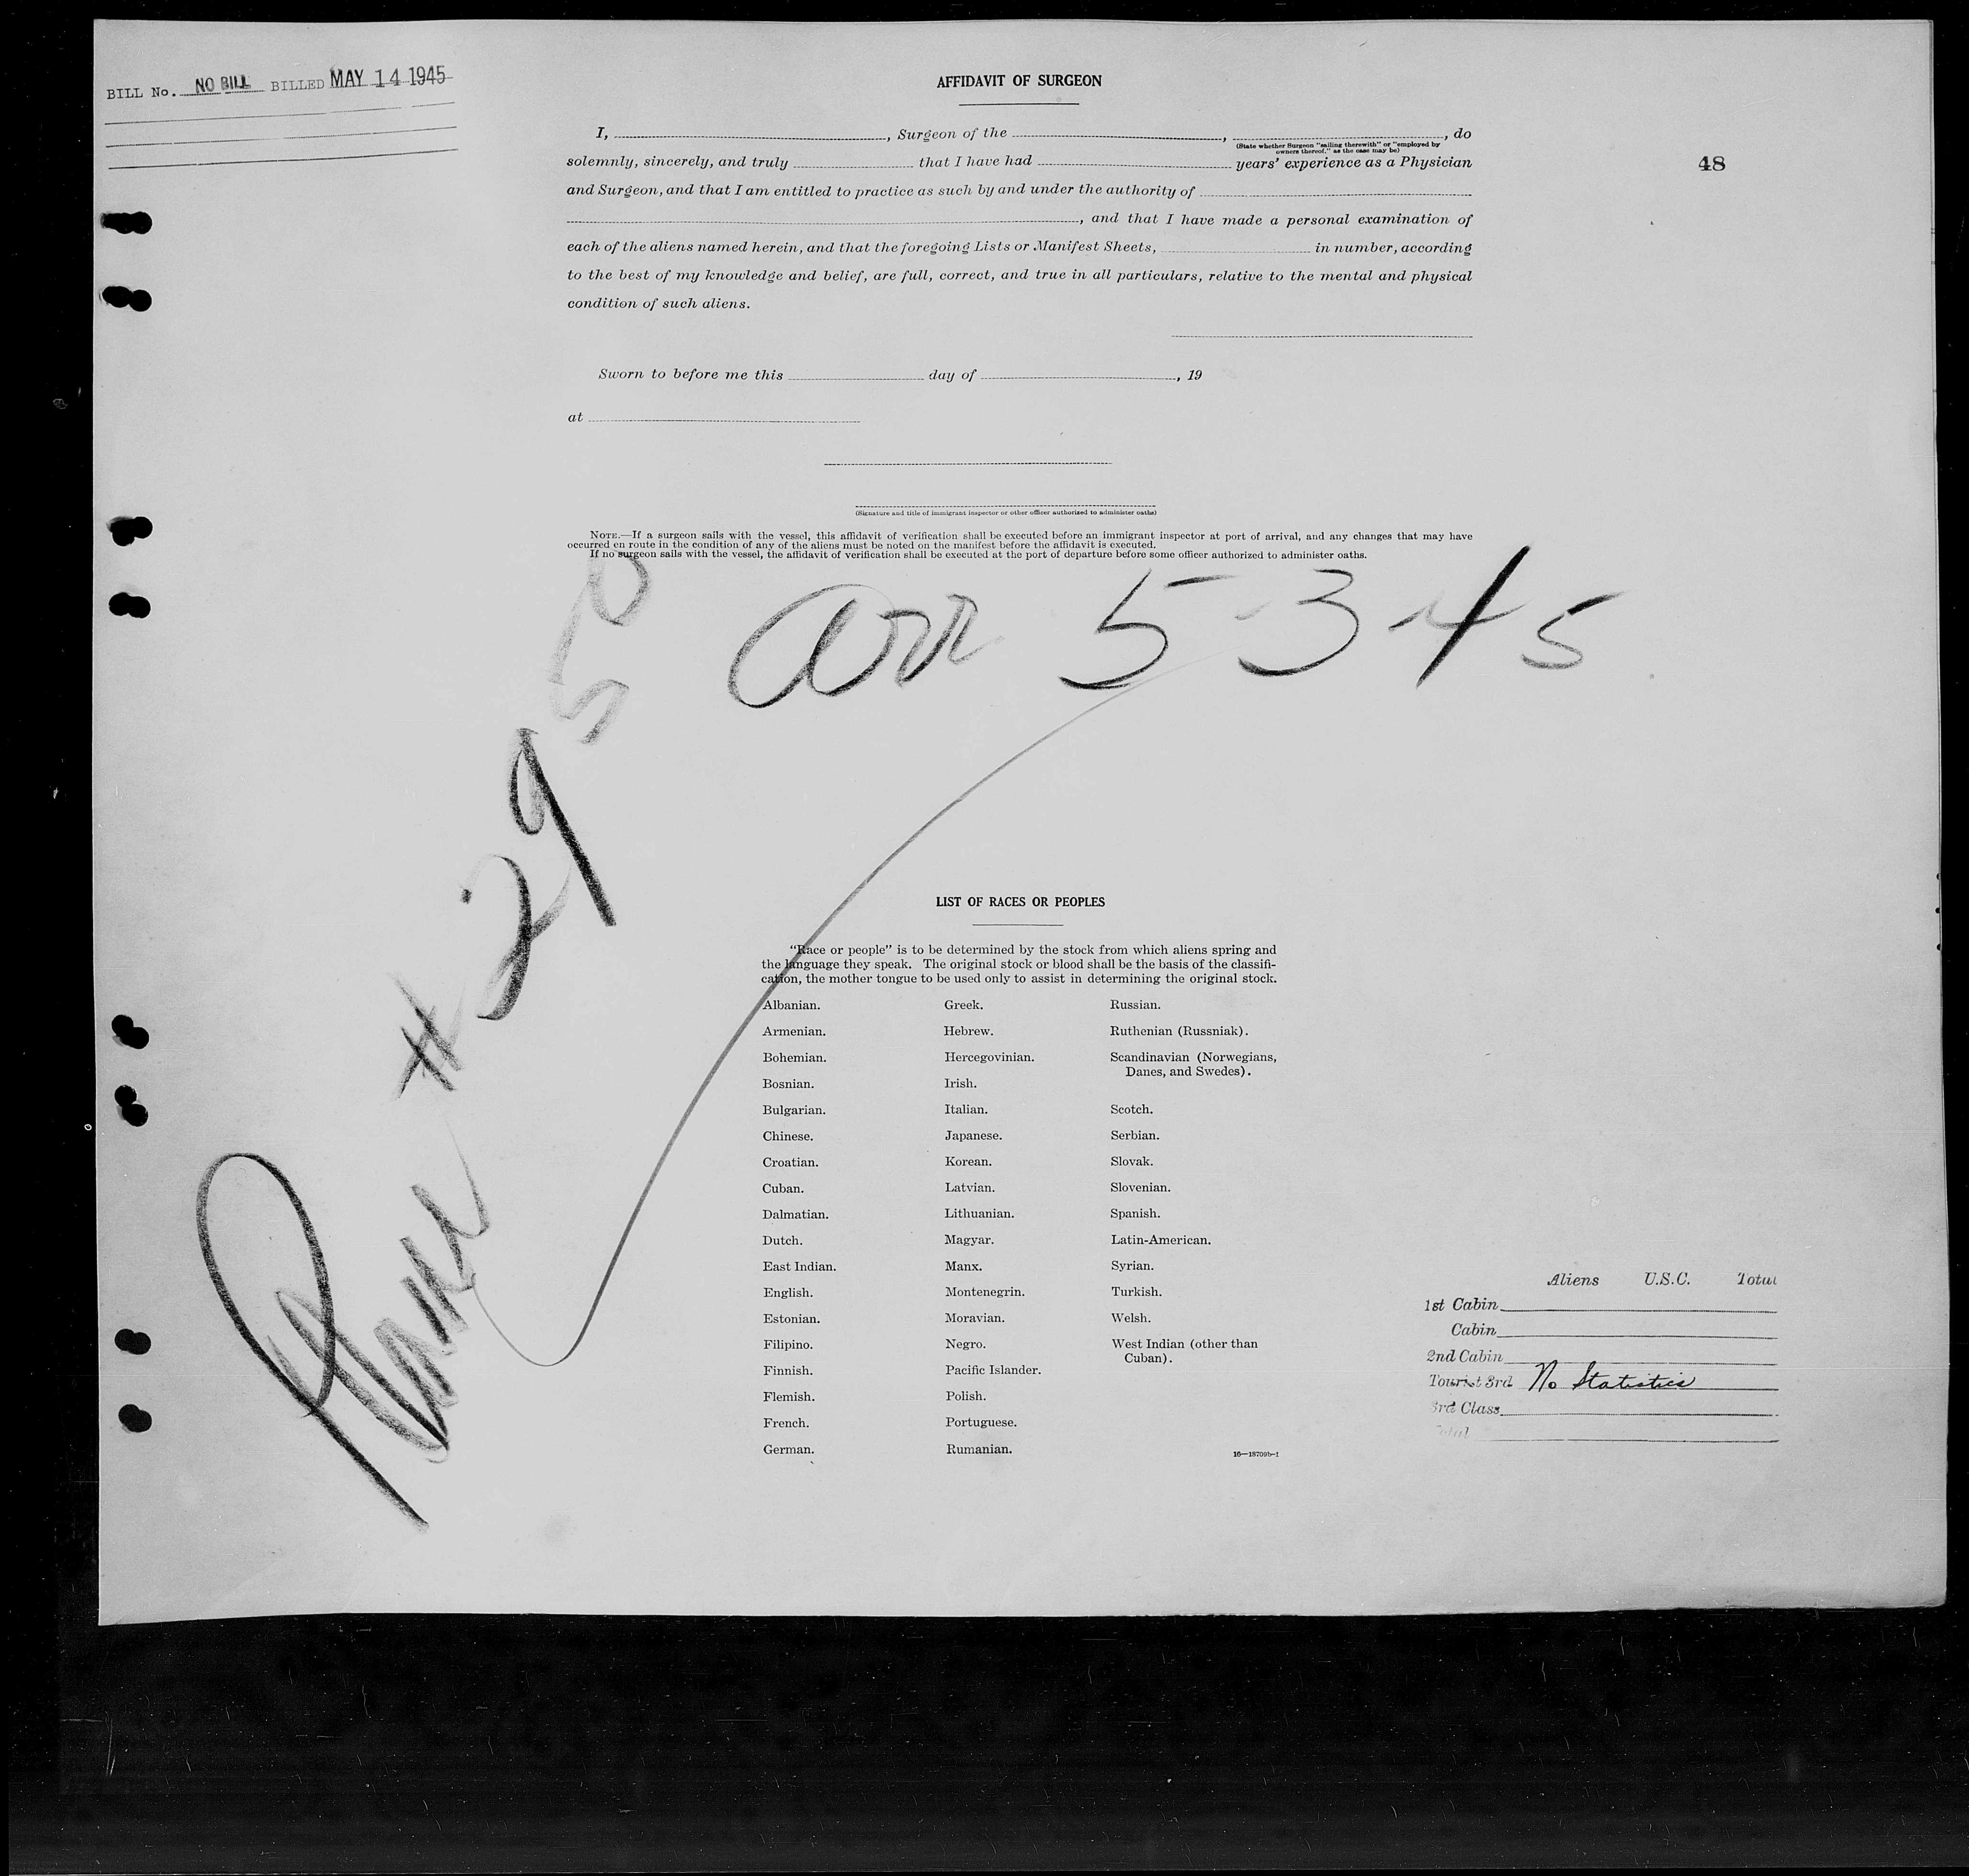 BILL No. NO BILL BILLED MAY 14 1945
AFFIDAVIT OF SURGEON
48
I, , Surgeon of the , , do
(State whether Surgeon "sailing therewith" or "employed by
owners thereof," as the case may be)
solemnly, sincerely, and truly that I have had years' experience as a Physician
and Surgeon, and that I am entitled to practice as such by and under the authority of
, and that I have made a personal examination of
each of the aliens named herein, and that the foregoing Lists or Manifest Sheets, in number, according
to the best of my knowledge and belief, are full, correct, and true in all particulars, relative to the mental and physical
condition of such aliens.
Sworn to before me this day of , 19
at
(Signature and title of immigrant inspector or other officer authorized to administer oaths)
NOTE.—If a surgeon sails with the vessel, this affidavit of verification shall be executed before an immigrant inspector at port of arrival, and any changes that may have
occurred en route in the condition of any of the aliens must be noted on the manifest before the affidavit is executed.
If no surgeon sails with the vessel, the affidavit of verification shall be executed at the port of departure before some officer authorized to administer oaths.
Arr 5-3-45
Plane # 2950
LIST OF RACES OR PEOPLES
"Race or people" is to be determined by the stock from which aliens spring and
the language they speak. The original stock or blood shall be the basis of the classifi-
cation, the mother tongue to be used only to assist in determining the original stock.
Albanian.
Armenian.
Bohemian.
Bosnian.
Bulgarian.
Chinese.
Croatian.
Cuban.
Dalmatian.
Dutch.
East Indian.
English.
Estonian.
Filipino.
Finnish.
Flemish.
French.
German.
Greek.
Hebrew.
Hercegovinian.
Irish.
Italian.
Japanese.
Korean.
Latvian.
Lithuanian.
Magyar.
Manx.
Montenegrin.
Moravian.
Negro.
Pacific Islander.
Polish.
Portuguese.
Rumanian.
Russian.
Ruthenian (Russniak).
Scandinavian (Norwegians,
Danes, and Swedes).
Scotch.
Serbian.
Slovak.
Slovenian.
Spanish.
Latin-American.
Syrian.
Turkish.
Welsh.
West Indian (other than
Cuban).
16—18709b-1
Aliens U.S.C. Total
1st Cabin
Cabin
2nd Cabin
Tourist 3rd No Statistics
3rd Class
Total